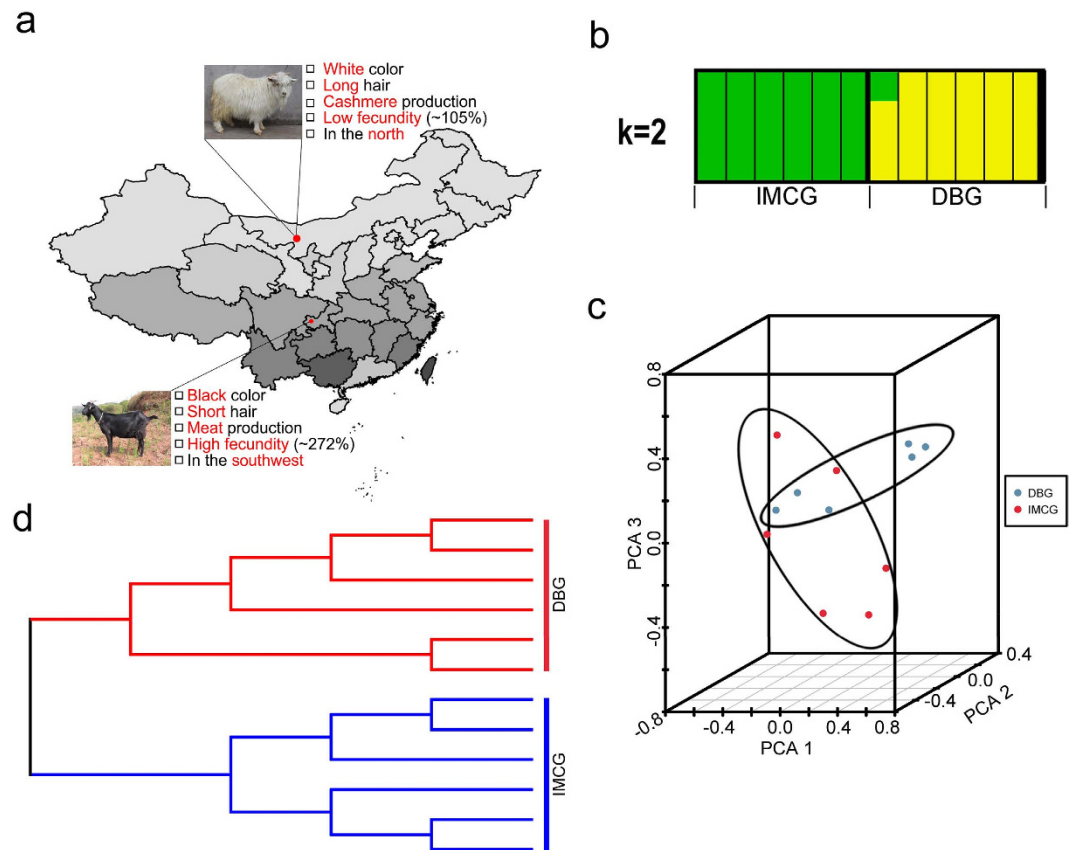 a
□ White color
□ Long hair
□ Cashmere production
□ Low fecundity (~105%)
□ In the north
□ Black color
□ Short hair
□ Meat production
□ High fecundity (~272%)
□ In the southwest
b
k=2
IMCG
DBG
c
0.8
0.4
0.0
-0.4
-0.8
PCA 3
-0.4
0.0
0.4
0.8
PCA 1
-0.4
0.0
0.4
PCA 2
DBG
IMCG
d
DBG
IMCG